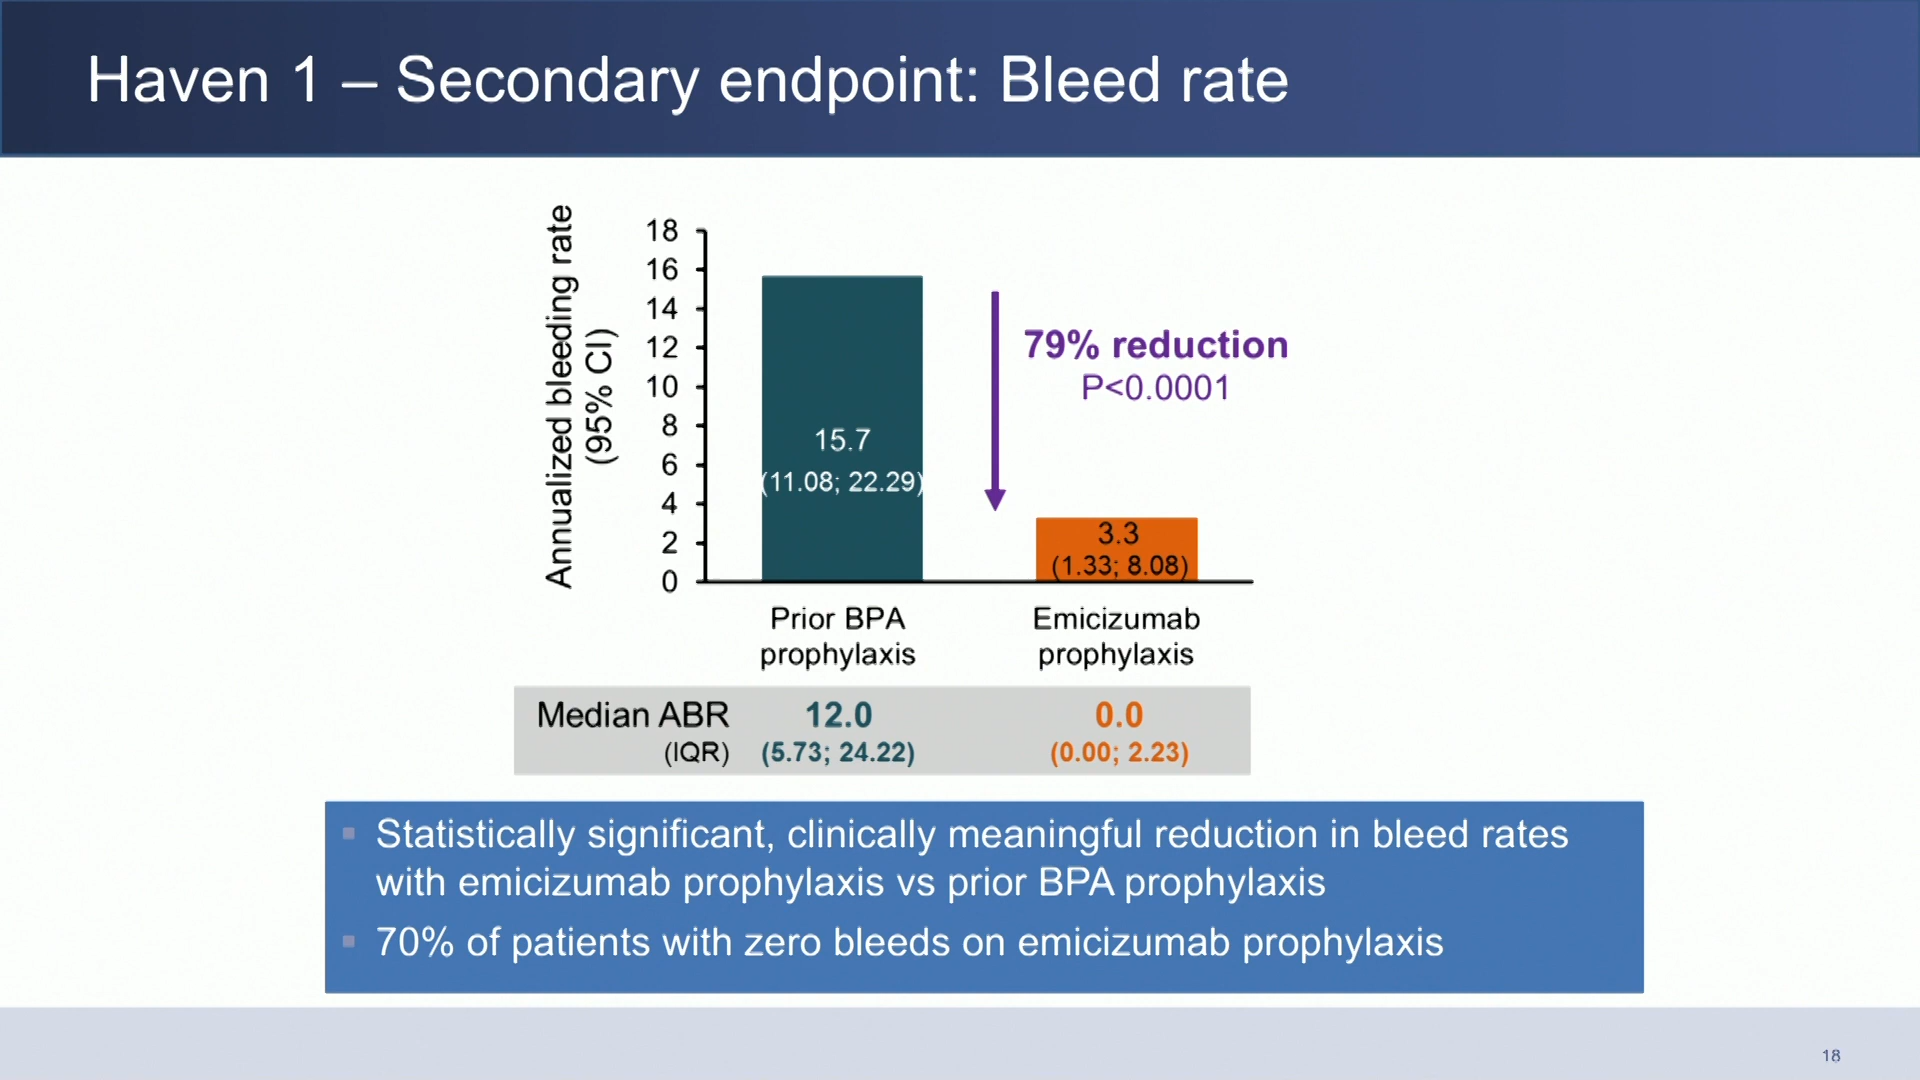 Haven 1 – Secondary endpoint: Bleed rate
Annualized bleeding rate
(95% CI)
18
16
14
12
10
8
6
4
2
0
15.7
(11.08; 22.29)
79% reduction
P<0.0001
3.3
(1.33; 8.08)
Prior BPA
prophylaxis
Emicizumab
prophylaxis
Median ABR 12.0 0.0
(IQR) (5.73; 24.22) (0.00; 2.23)
▪ Statistically significant, clinically meaningful reduction in bleed rates
with emicizumab prophylaxis vs prior BPA prophylaxis
▪ 70% of patients with zero bleeds on emicizumab prophylaxis
18